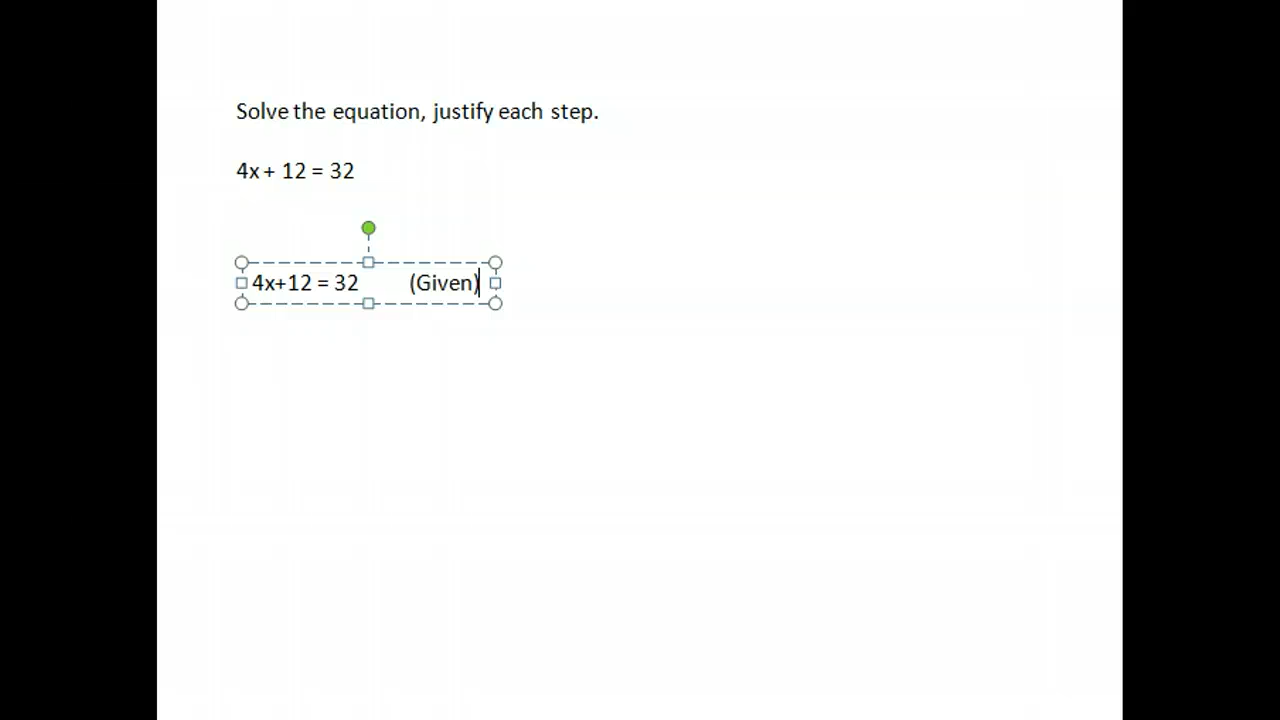 Solve the equation, justify each step.
4x + 12 = 32
4x+12 = 32 (Given)